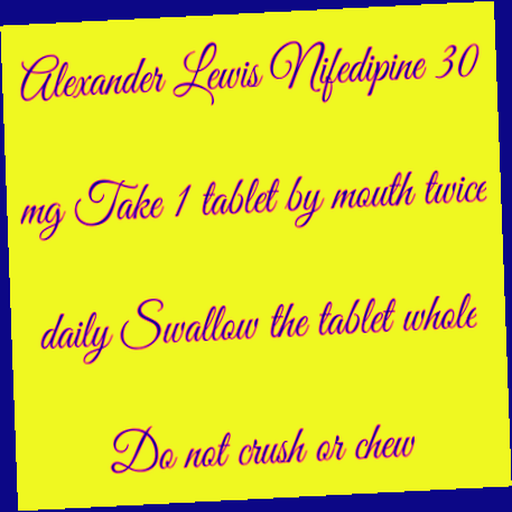 Alexander Lewis Nifedipine 30
mg Take 1 tablet by mouth twice
daily Swallow the tablet whole
Do not crush or chew